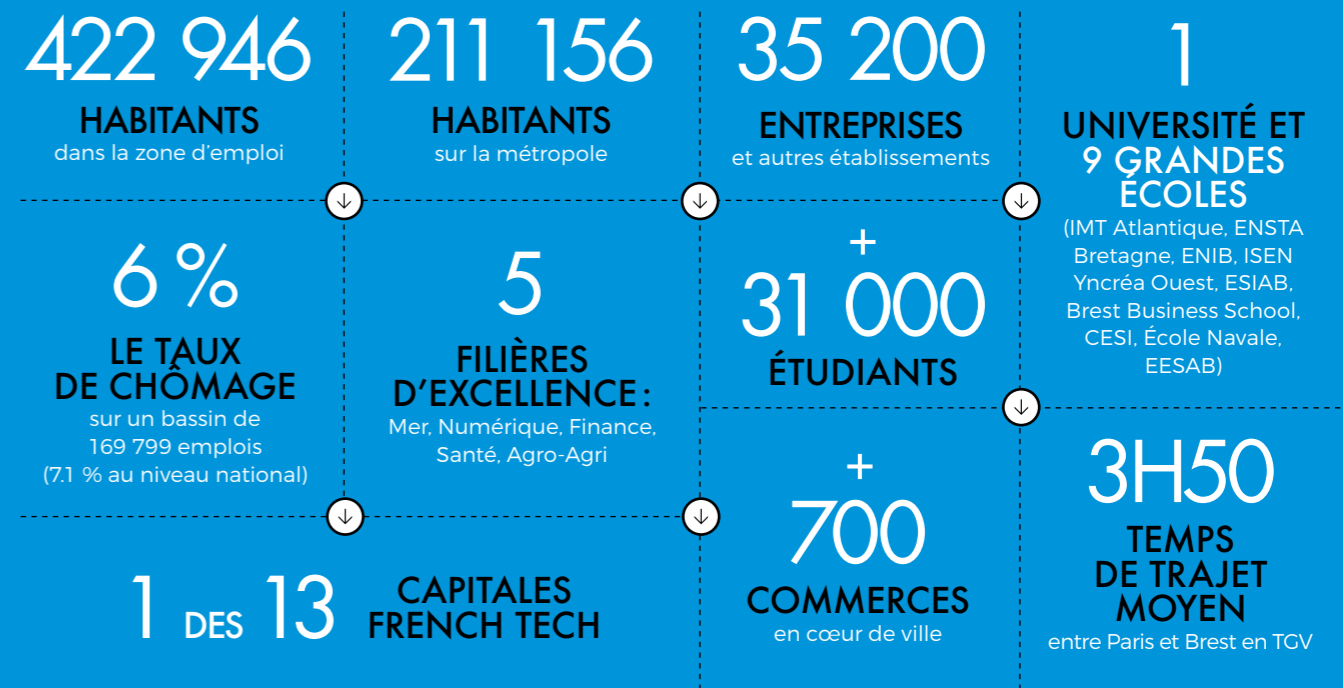 422 946
HABITANTS
dans la zone d’emploi
211 156
HABITANTS
sur la métropole
35 200
ENTREPRISES
et autres établissements
1
UNIVERSITÉ ET
9 GRANDES
ÉCOLES
(IMT Atlantique, ENSTA
Bretagne, ENIB, ISEN
Yncréa Ouest, ESIAB,
Brest Business School,
CESI, École Navale,
EESAB)
6 %
LE TAUX
DE CHÔMAGE
sur un bassin de
169 799 emplois
(7.1 % au niveau national)
5
FILIÈRES
D’EXCELLENCE :
Mer, Numérique, Finance,
Santé, Agro-Agri
+
31 000
ÉTUDIANTS
1 DES 13
CAPITALES
FRENCH TECH
+
700
COMMERCES
en cœur de ville
3H50
TEMPS
DE TRAJET
MOYEN
entre Paris et Brest en TGV